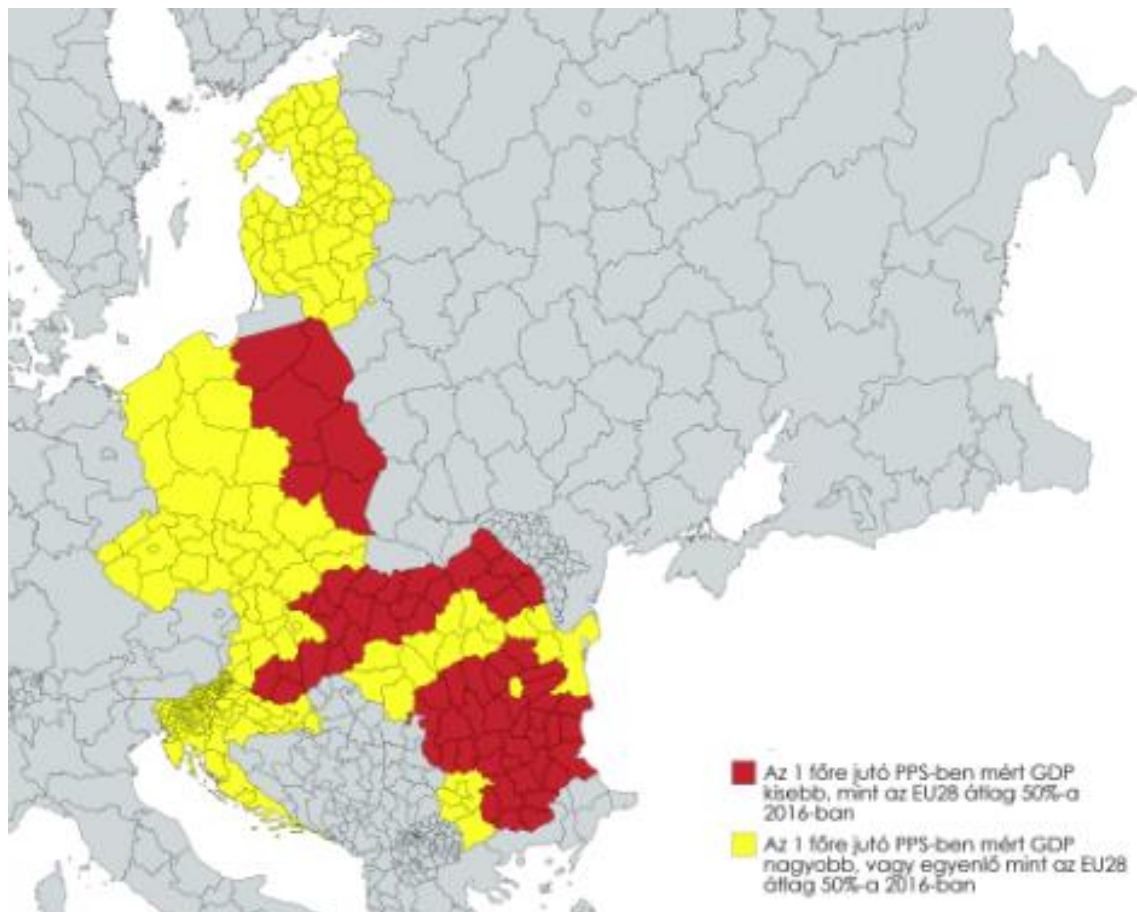 Az 1 főre jutó PPS-ben mért GDP
kisebb, mint az EU28 átlag 50%-a
2016-ban
Az 1 főre jutó PPS-ben mért GDP
nagyobb, vagy egyenlő mint az EU28
átlag 50%-a 2016-ban